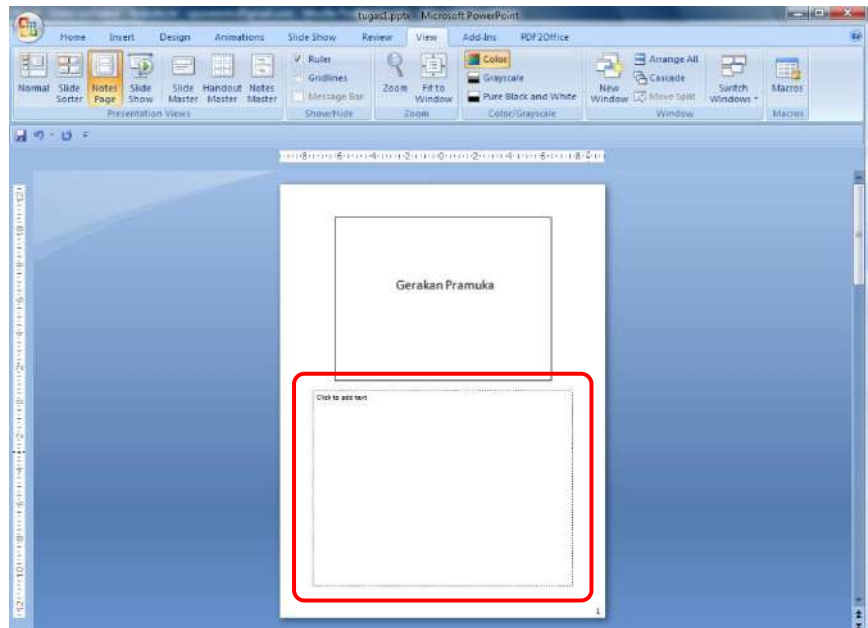 tugas1.pptx - Microsoft PowerPoint
Home Insert Design Animations Slide Show Review View Add-Ins PDF2Office
Normal Slide Sorter Notes Page Slide Show Slide Master Handout Master Notes Master
Presentation Views
Ruler
Gridlines
Message Bar
Show/Hide
Zoom Fit to Window
Zoom
Color
Grayscale
Pure Black and White
Color/Grayscale
New Window
Arrange All
Cascade
Move Split
Switch Windows
Window
Macros
Macros
Gerakan Pramuka
Click to add text
1